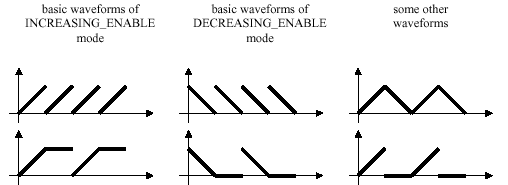 basic waveforms of
INCREASING_ENABLE
mode
basic waveforms of
DECREASING_ENABLE
mode
some other
waveforms